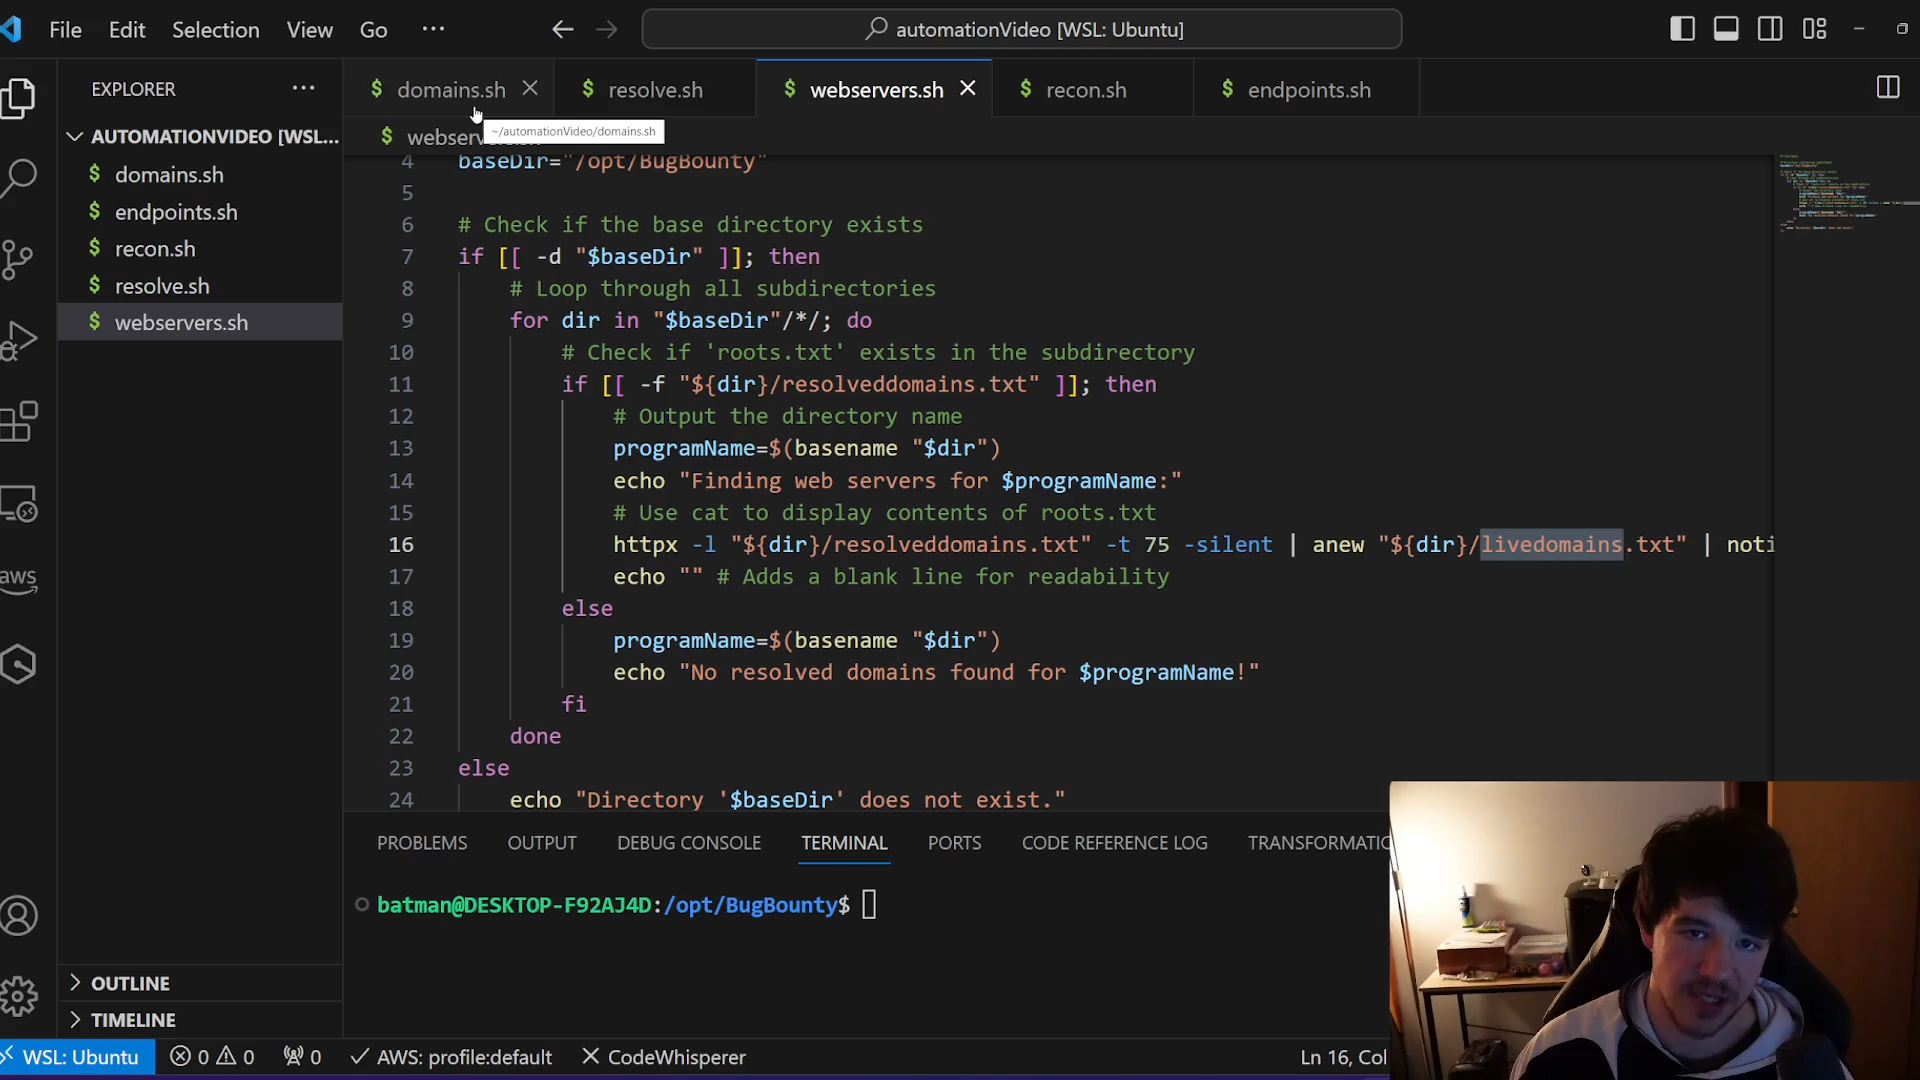 File Edit Selection View Go ...
automationVideo [WSL: Ubuntu]
EXPLORER ...
AUTOMATIONVIDEO [WSL...
$ domains.sh
$ endpoints.sh
$ recon.sh
$ resolve.sh
$ webservers.sh
OUTLINE
TIMELINE
$ domains.sh $ resolve.sh $ webservers.sh $ recon.sh $ endpoints.sh
~/automationVideo/domains.sh
4 baseDir="/opt/BugBounty"
5
6 # Check if the base directory exists
7 if [[ -d "$baseDir" ]]; then
8 # Loop through all subdirectories
9 for dir in "$baseDir"/*/; do
10 # Check if 'roots.txt' exists in the subdirectory
11 if [[ -f "${dir}/resolveddomains.txt" ]]; then
12 # Output the directory name
13 programName=$(basename "$dir")
14 echo "Finding web servers for $programName:"
15 # Use cat to display contents of roots.txt
16 httpx -l "${dir}/resolveddomains.txt" -t 75 -silent | anew "${dir}/livedomains.txt" | noti
17 echo "" # Adds a blank line for readability
18 else
19 programName=$(basename "$dir")
20 echo "No resolved domains found for $programName!"
21 fi
22 done
23 else
24 echo "Directory '$baseDir' does not exist."
PROBLEMS OUTPUT DEBUG CONSOLE TERMINAL PORTS CODE REFERENCE LOG TRANSFORMATIO
batman@DESKTOP-F92AJ4D:/opt/BugBounty$
aws
WSL: Ubuntu 0 0 0 AWS: profile:default CodeWhisperer Ln 16, Col